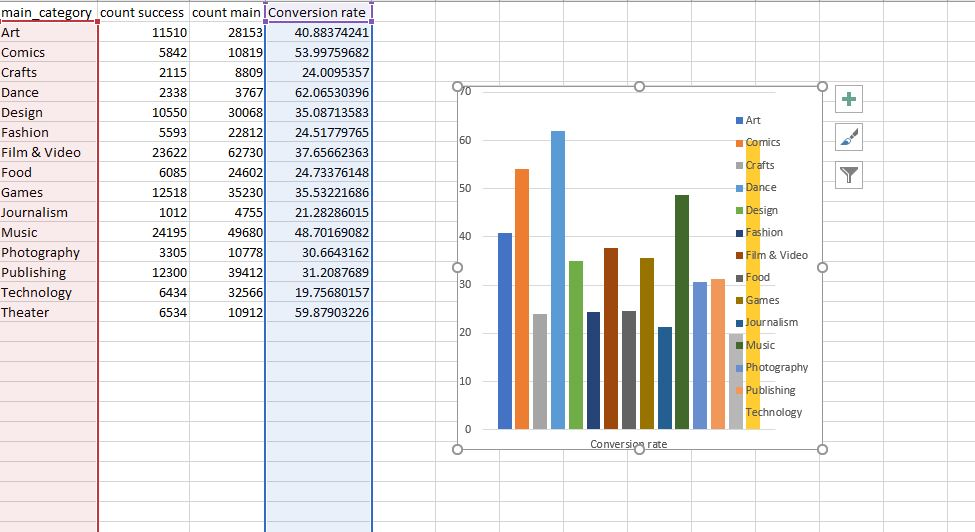 main_category count success count main Conversion rate
Art 11510 28153 40.88374241
Comics 5842 10819 53.99759682
Crafts 2115 8809 24.0095357
Dance 2338 3767 62.06530396
Design 10550 30068 35.08713583
Fashion 5593 22812 24.51779765
Film & Video 23622 62730 37.65662363
Food 6085 24602 24.73376148
Games 12518 35230 35.53221686
Journalism 1012 4755 21.28286015
Music 24195 49680 48.70169082
Photography 3305 10778 30.6643162
Publishing 12300 39412 31.2087689
Technology 6434 32566 19.75680157
Theater 6534 10912 59.87903226
70
60
50
40
30
20
10
0
Conversion rate
Art
Comics
Crafts
Dance
Design
Fashion
Film & Video
Food
Games
Journalism
Music
Photography
Publishing
Technology